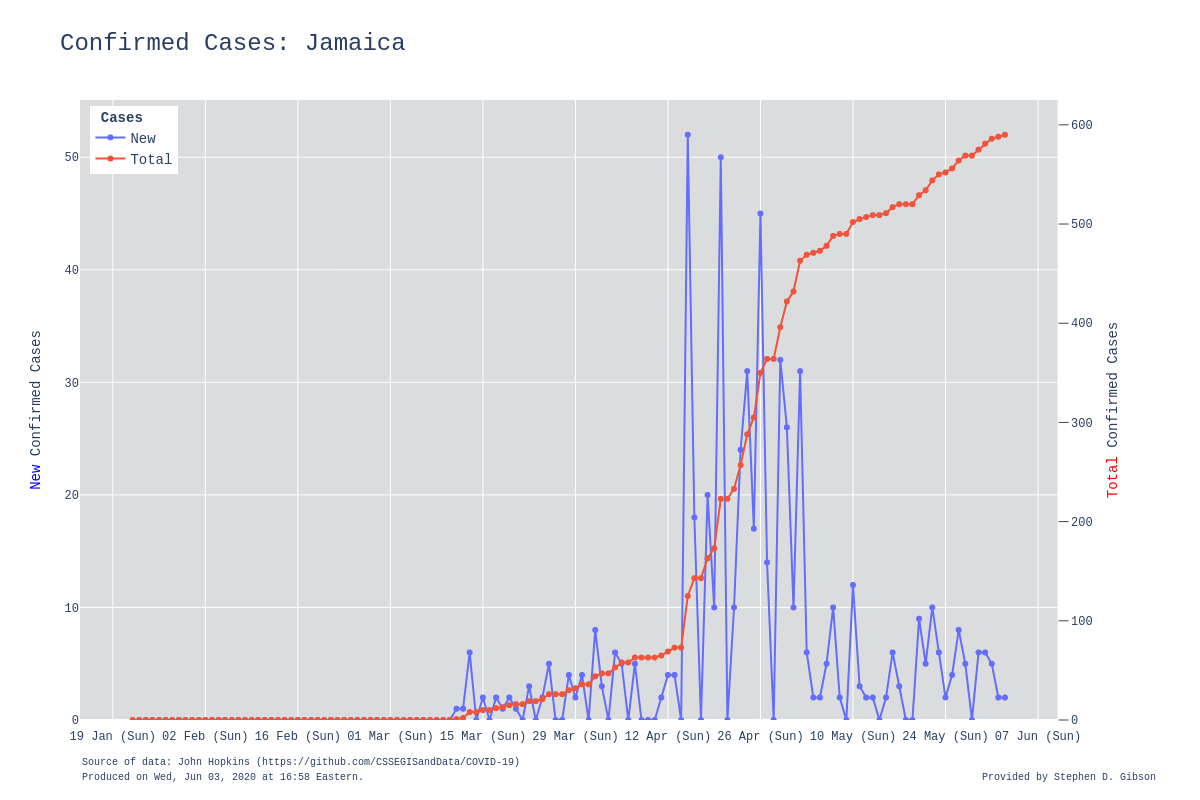 Confirmed Cases: Jamaica
Cases
New
Total
50
40
30
20
10
0
600
500
400
300
200
100
0
New Confirmed Cases
Total Confirmed Cases
19 Jan (Sun) 02 Feb (Sun) 16 Feb (Sun) 01 Mar (Sun) 15 Mar (Sun) 29 Mar (Sun) 12 Apr (Sun) 26 Apr (Sun) 10 May (Sun) 24 May (Sun) 07 Jun (Sun)
Source of data: John Hopkins (https://github.com/CSSEGISandData/COVID-19)
Produced on Wed, Jun 03, 2020 at 16:58 Eastern.
Provided by Stephen D. Gibson